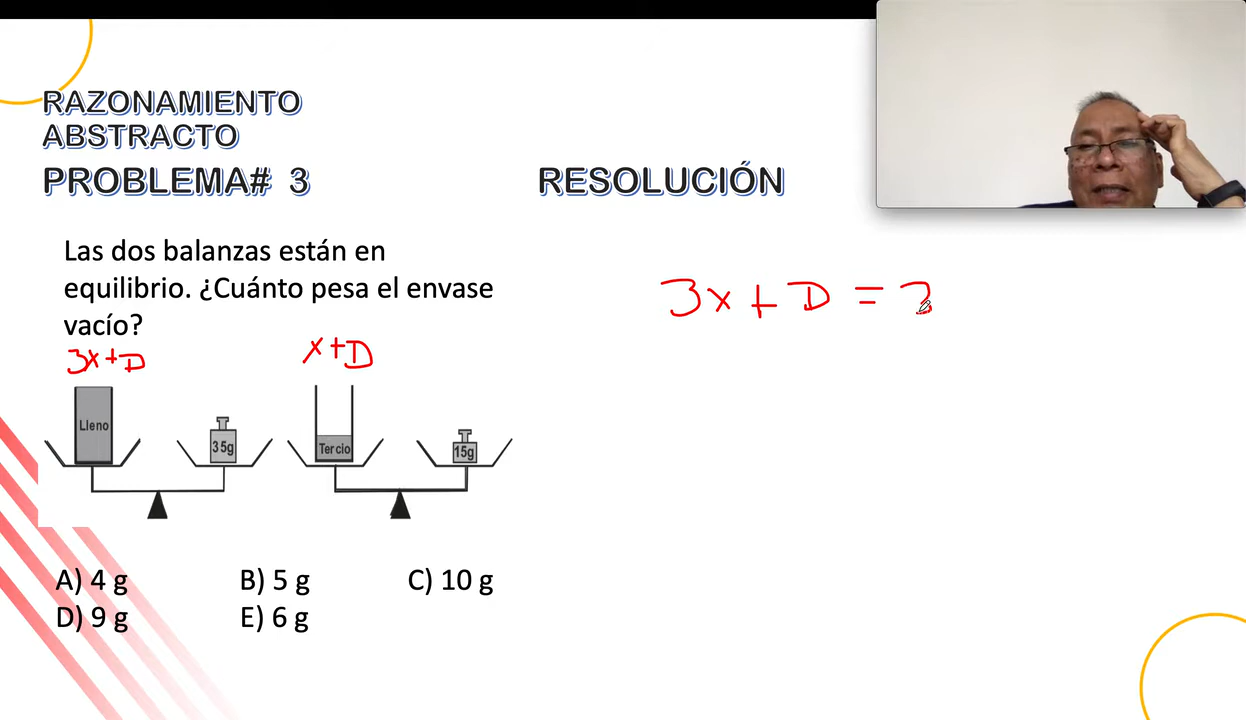 RAZONAMIENTO
ABSTRACTO
PROBLEMA# 3
RESOLUCIÓN
Las dos balanzas están en
equilibrio. ¿Cuánto pesa el envase
vacío?
3x + D =
3x+D
x+D
Lleno
35g
Tercio
15g
A) 4 g
B) 5 g
C) 10 g
D) 9 g
E) 6 g